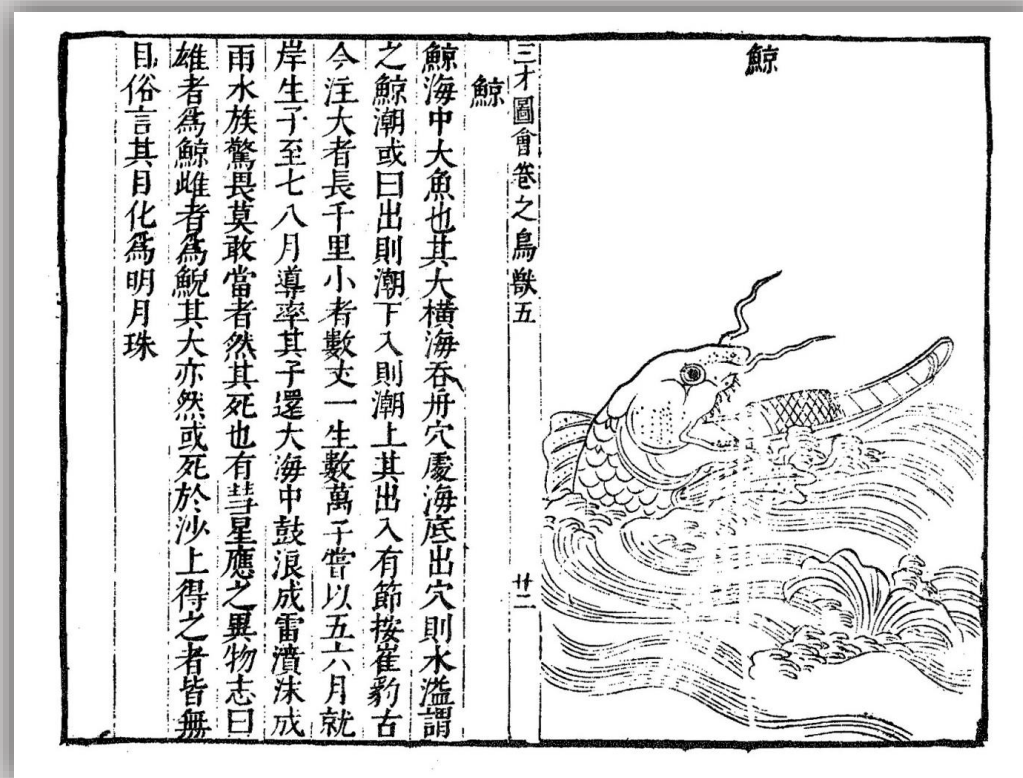 鯨
三才圖會卷之鳥獸五
廿二
鯨
鯨海中大魚也其大橫海吞舟穴處海底出穴則水溢謂
之鯨潮或曰出則潮下入則潮上其出入有節按崔豹古
今注大者長千里小者數丈一生數萬子嘗以五六月就
岸生子至七八月導率其子還大海中鼓浪成雷濆沫成
雨水族驚畏莫敢當者然其死也有彗星應之異物志曰
雄者爲鯨雌者爲鯢其大亦然或死於沙上得之者皆無
目俗言其目化爲明月珠